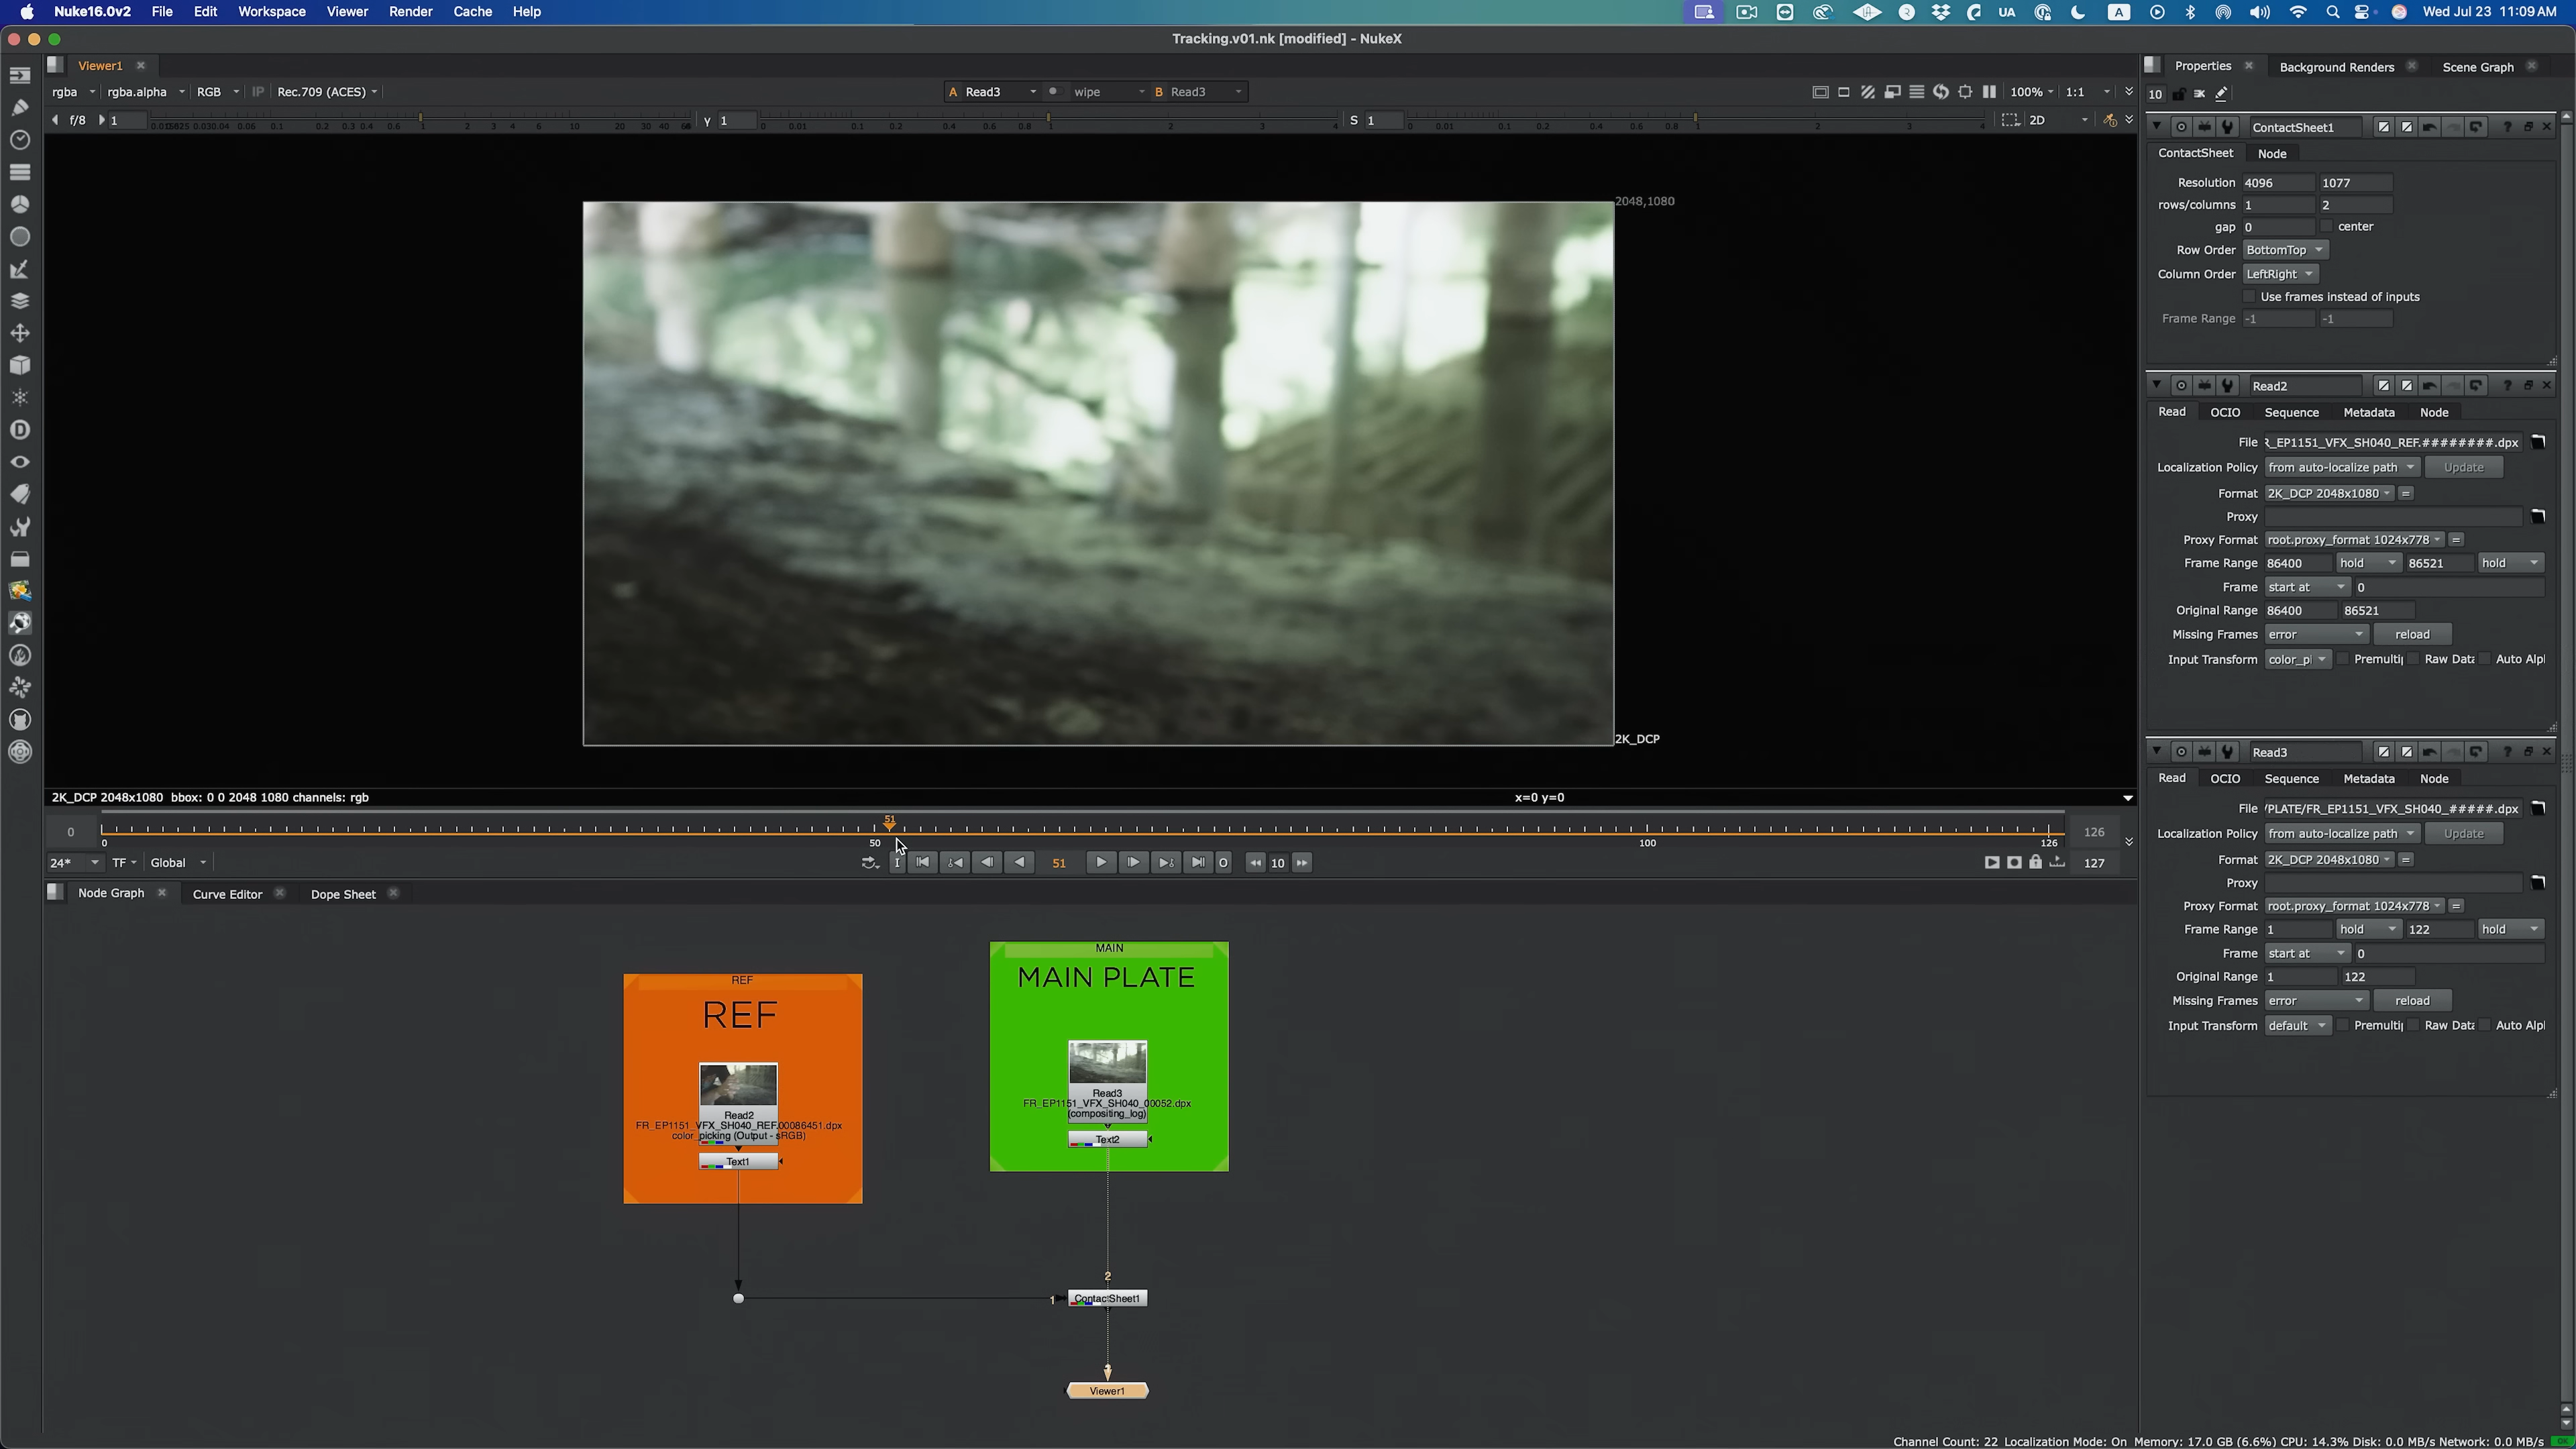 Nuke16.0v2 File Edit Workspace Viewer Render Cache Help UA A Wed Jul 23 11:09 AM
Tracking.v01.nk [modified] - NukeX
Viewer1
rgba rgba.alpha RGB IP Rec.709 (ACES) A Read3 wipe B Read3 100% 1:1
f/8 1 Y 1 S 1 2D
2048,1080
2K_DCP
2K_DCP 2048x1080 bbox: 0 0 2048 1080 channels: rgb x=0 y=0
51
0 126
0 50 100 126
24* TF Global I 51 O 10 127
Node Graph Curve Editor Dope Sheet
REF
REF
Read2
FR_EP1151_VFX_SH040_REF.00086451.dpx
color_picking (Output - sRGB)
Text1
MAIN
MAIN PLATE
Read3
FR_EP1151_VFX_SH040_00052.dpx
(compositing_log)
Text2
2
1 ContactSheet1
Viewer1
Properties Background Renders Scene Graph
10
ContactSheet1
ContactSheet Node
Resolution 4096 1077
rows/columns 1 2
gap 0 center
Row Order BottomTop
Column Order LeftRight
Use frames instead of inputs
Frame Range -1 -1
Read2
Read OCIO Sequence Metadata Node
File R_EP1151_VFX_SH040_REF.########.dpx
Localization Policy from auto-localize path Update
Format 2K_DCP 2048x1080 =
Proxy
Proxy Format root.proxy_format 1024x778 =
Frame Range 86400 hold 86521 hold
Frame start at 0
Original Range 86400 86521
Missing Frames error reload
Input Transform color_pi Premultip Raw Data Auto Alp
Read3
Read OCIO Sequence Metadata Node
File /PLATE/FR_EP1151_VFX_SH040_#####.dpx
Localization Policy from auto-localize path Update
Format 2K_DCP 2048x1080 =
Proxy
Proxy Format root.proxy_format 1024x778 =
Frame Range 1 hold 122 hold
Frame start at 0
Original Range 1 122
Missing Frames error reload
Input Transform default Premultip Raw Data Auto Alp
Channel Count: 22 Localization Mode: On Memory: 17.0 GB (6.6%) CPU: 14.3% Disk: 0.0 MB/s Network: 0.0 MB/s